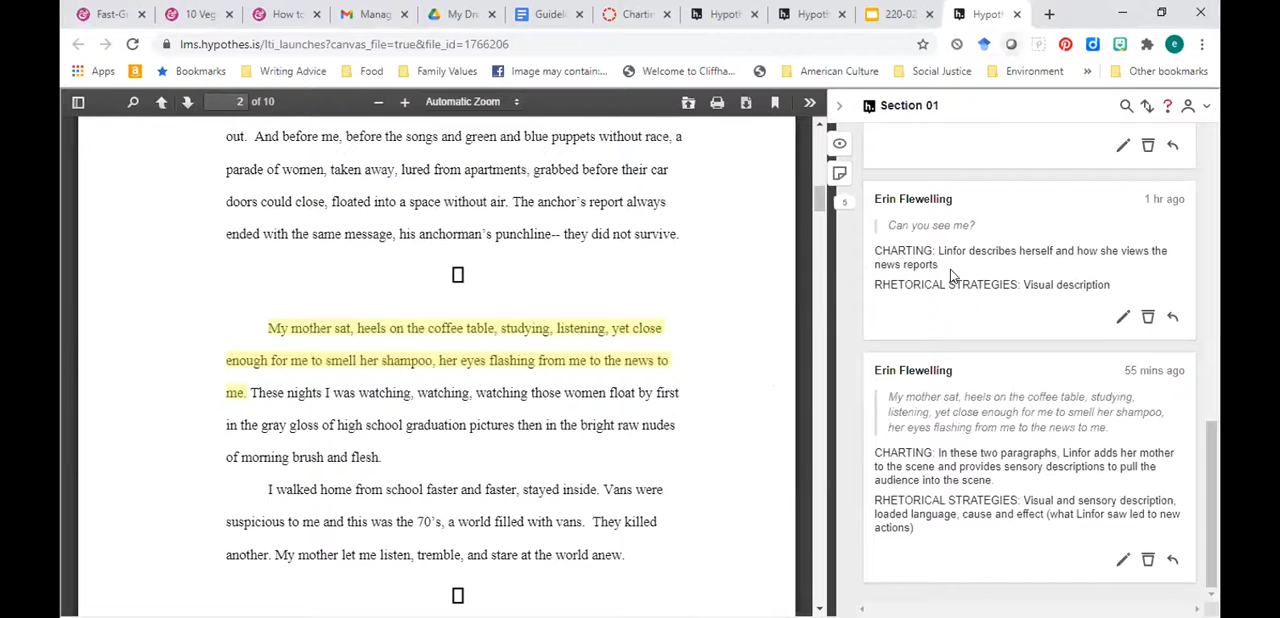 Fast-G
10 Veg
How to
Manag
My Dr
Guideli
Chartin
Hypoth
Hypoth
220-02
Hypoth
lms.hypothes.is/lti_launches?canvas_file=true&file_id=1766206
e
Apps
a
Bookmarks
Writing Advice
Food
Family Values
Image may contain:...
Welcome to Cliffha...
American Culture
Social Justice
Environment
»
Other bookmarks
2 of 10
Automatic Zoom
h. Section 01
out. And before me, before the songs and green and blue puppets without race, a
parade of women, taken away, lured from apartments, grabbed before their car
doors could close, floated into a space without air. The anchor's report always
ended with the same message, his anchorman's punchline-- they did not survive.
My mother sat, heels on the coffee table, studying, listening, yet close
enough for me to smell her shampoo, her eyes flashing from me to the news to
me. These nights I was watching, watching, watching those women float by first
in the gray gloss of high school graduation pictures then in the bright raw nudes
of morning brush and flesh.
I walked home from school faster and faster, stayed inside. Vans were
suspicious to me and this was the 70's, a world filled with vans. They killed
another. My mother let me listen, tremble, and stare at the world anew.
5
Erin Flewelling 1 hr ago
Can you see me?
CHARTING: Linfor describes herself and how she views the
news reports
RHETORICAL STRATEGIES: Visual description
Erin Flewelling 55 mins ago
My mother sat, heels on the coffee table, studying,
listening, yet close enough for me to smell her shampoo,
her eyes flashing from me to the news to me.
CHARTING: In these two paragraphs, Linfor adds her mother
to the scene and provides sensory descriptions to pull the
audience into the scene.
RHETORICAL STRATEGIES: Visual and sensory description,
loaded language, cause and effect (what Linfor saw led to new
actions)